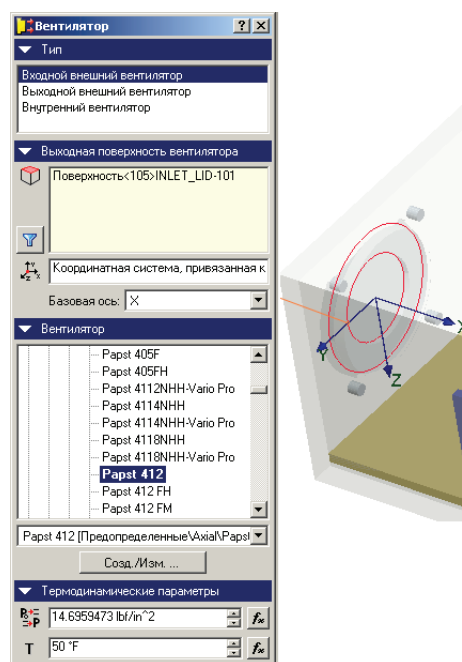 Вентилятор
Тип
Входной внешний вентилятор
Выходной внешний вентилятор
Внутренний вентилятор
Выходная поверхность вентилятора
Поверхность<105>INLET_LID-101
Координатная система, привязанная к
Базовая ось: X
Вентилятор
Papst 405F
Papst 405FH
Papst 4112NHH-Vario Pro
Papst 4114NHH
Papst 4114NHH-Vario Pro
Papst 4118NHH
Papst 4118NHH-Vario Pro
Papst 412
Papst 412 FH
Papst 412 FM
Papst 412 [Предопределенные\Axial\Paps
Созд./Изм. ...
Термодинамические параметры
14.6959473 lbf/in^2
T 50 °F
X
Y
Z